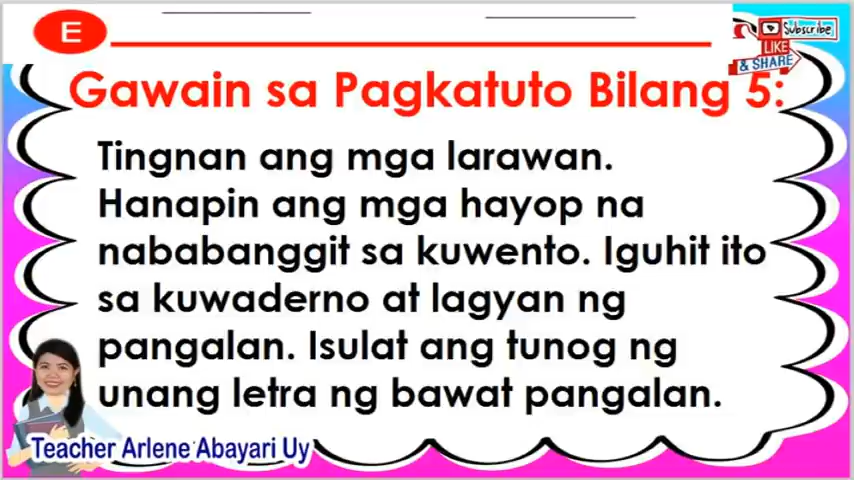 E
Subscribe
LIKE
& SHARE
Gawain sa Pagkatuto Bilang 5:
Tingnan ang mga larawan.
Hanapin ang mga hayop na
nababanggit sa kuwento. Iguhit ito
sa kuwaderno at lagyan ng
pangalan. Isulat ang tunog ng
unang letra ng bawat pangalan.
Teacher Arlene Abayari Uy